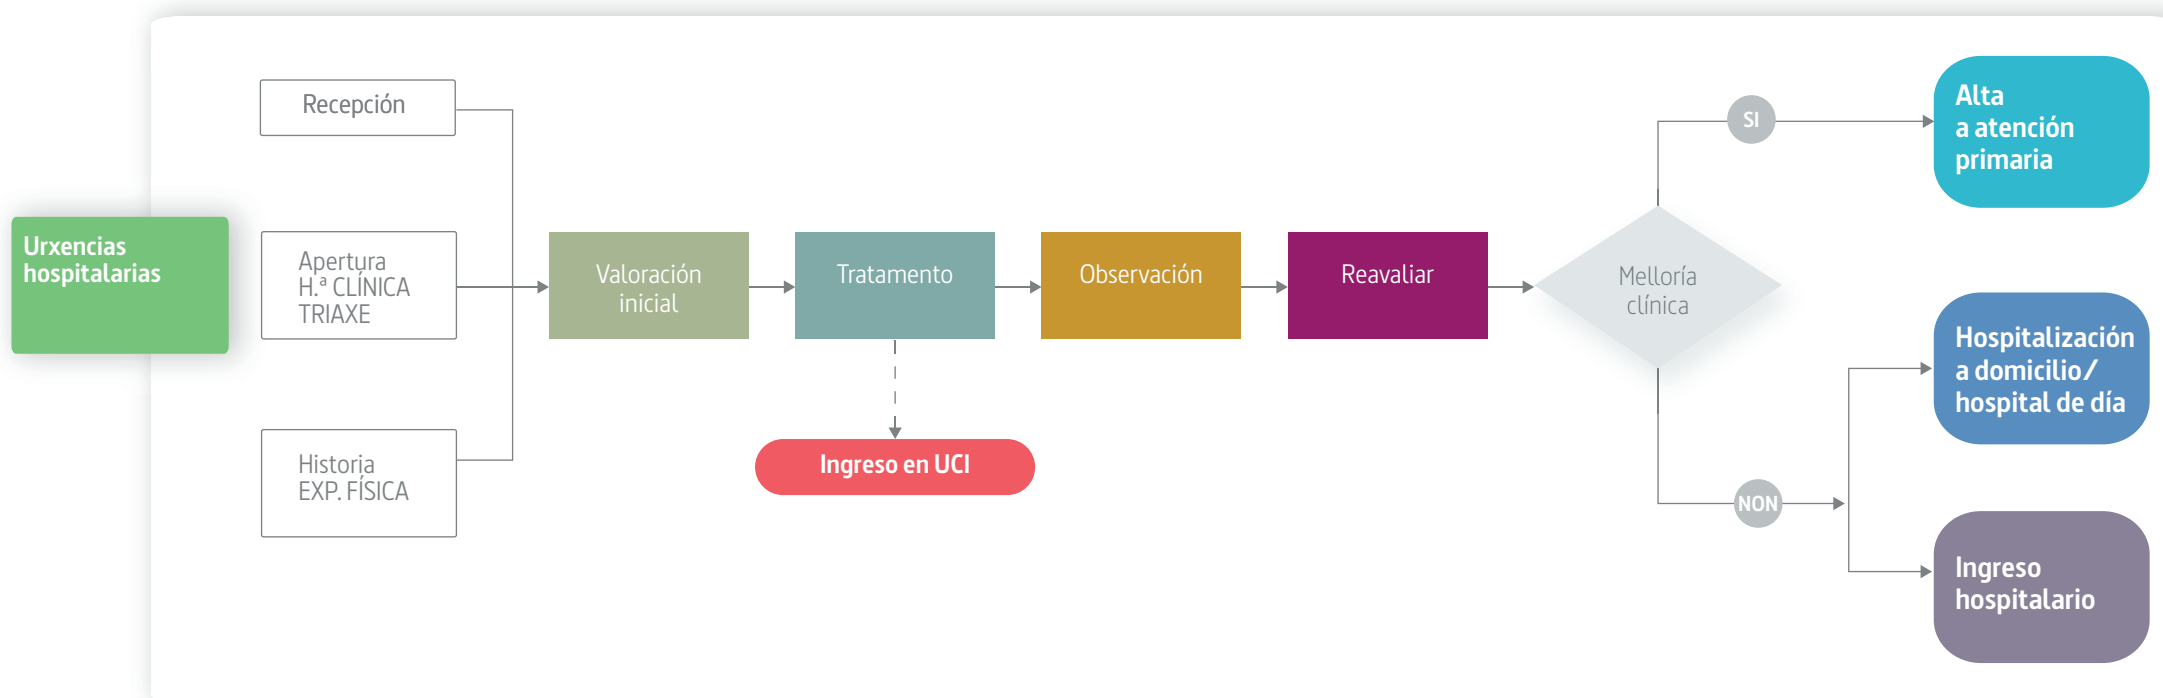 Urxencias
hospitalarias
Recepción
Apertura
H.ª CLÍNICA
TRIAXE
Historia
EXP. FÍSICA
Valoración
inicial
Tratamento
Ingreso en UCI
Observación
Reavaliar
Melloría
clínica
SI
Alta
a atención
primaria
NON
Hospitalización
a domicilio/
hospital de día
Ingreso
hospitalario